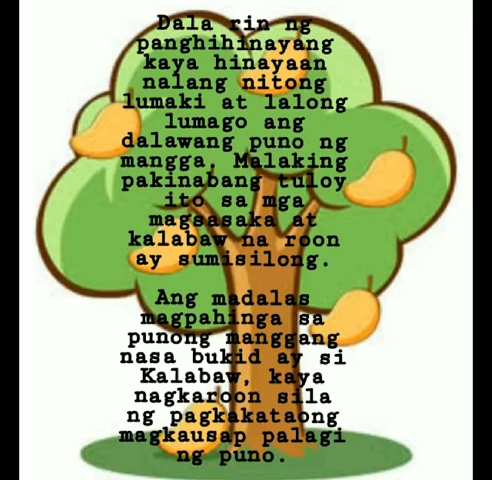 Dala rin ng
panghihinayang
kaya hinayaan
nalang nitong
lumaki at lalong
lumago ang
dalawang puno ng
mangga. Malaking
pakinabang tuloy
ito sa mga
magsasaka at
kalabaw na roon
ay sumisilong.
Ang madalas
magpahinga sa
punong manggang
nasa bukid ay si
Kalabaw, kaya
nagkaroon sila
ng pagkakataong
magkausap palagi
ng puno.